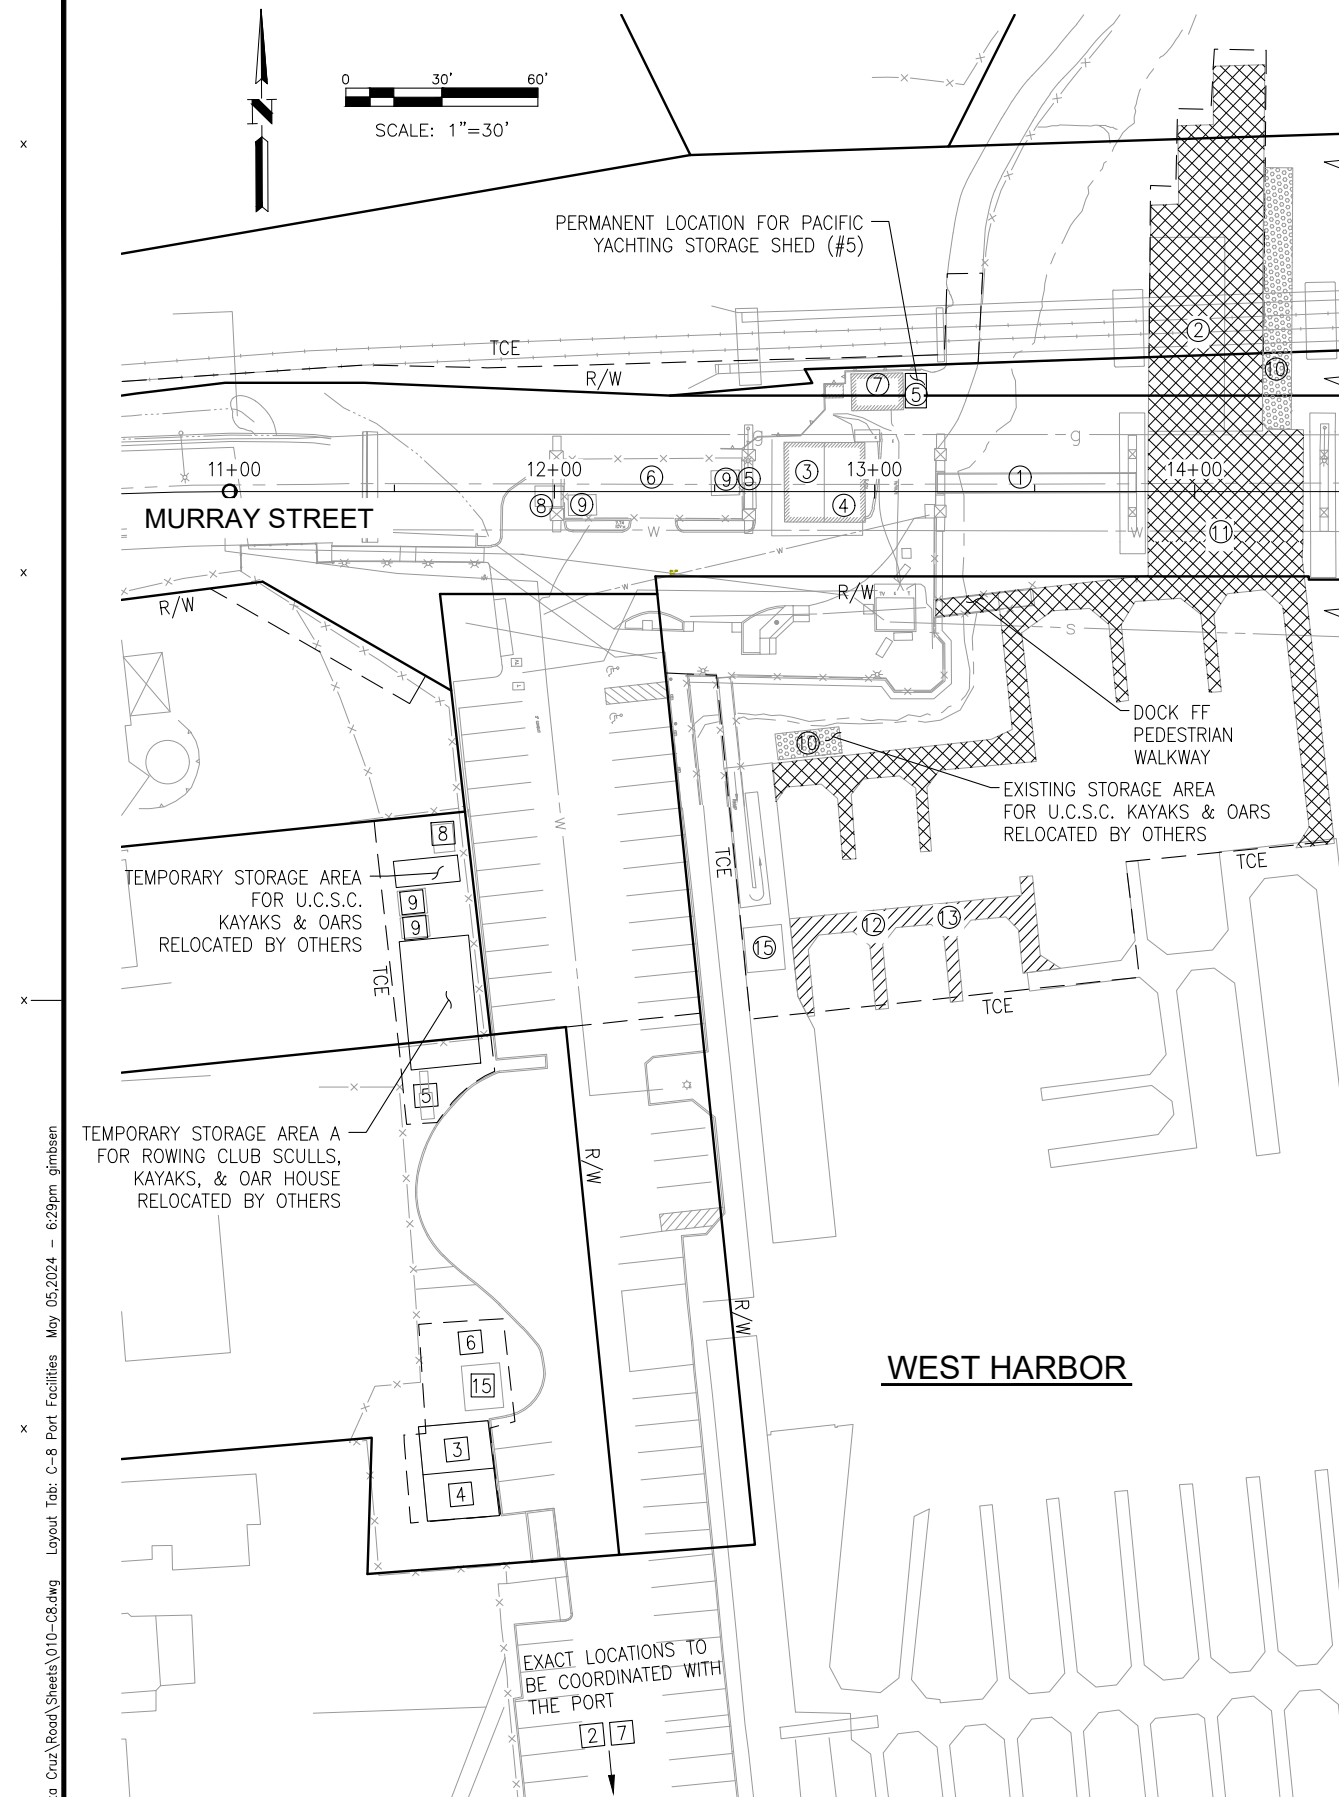 0 30' 60'
N
SCALE: 1"=30'
PERMANENT LOCATION FOR PACIFIC
YACHTING STORAGE SHED (#5)
TCE
R/W
2
7
5
10
g
g
11+00
12+00
13+00
14+00
6
9
5
3
1
8
9
4
11
MURRAY STREET
W
W
W
W
R/W
R/W
S
DOCK FF
PEDESTRIAN
WALKWAY
10
EXISTING STORAGE AREA
FOR U.C.S.C. KAYAKS & OARS
RELOCATED BY OTHERS
W
8
TCE
TCE
TEMPORARY STORAGE AREA
FOR U.C.S.C.
KAYAKS & OARS
RELOCATED BY OTHERS
9
9
12
13
15
TCE
TCE
5
TEMPORARY STORAGE AREA A
FOR ROWING CLUB SCULLS,
KAYAKS, & OAR HOUSE
RELOCATED BY OTHERS
R/W
R/W
6
15
WEST HARBOR
3
4
EXACT LOCATIONS TO
BE COORDINATED WITH
THE PORT
2 7
a Cruz\Road\Sheets\010-C8.dwg Layout Tab: C-8 Port Facilities May 05,2024 - 6:29pm gimbsen